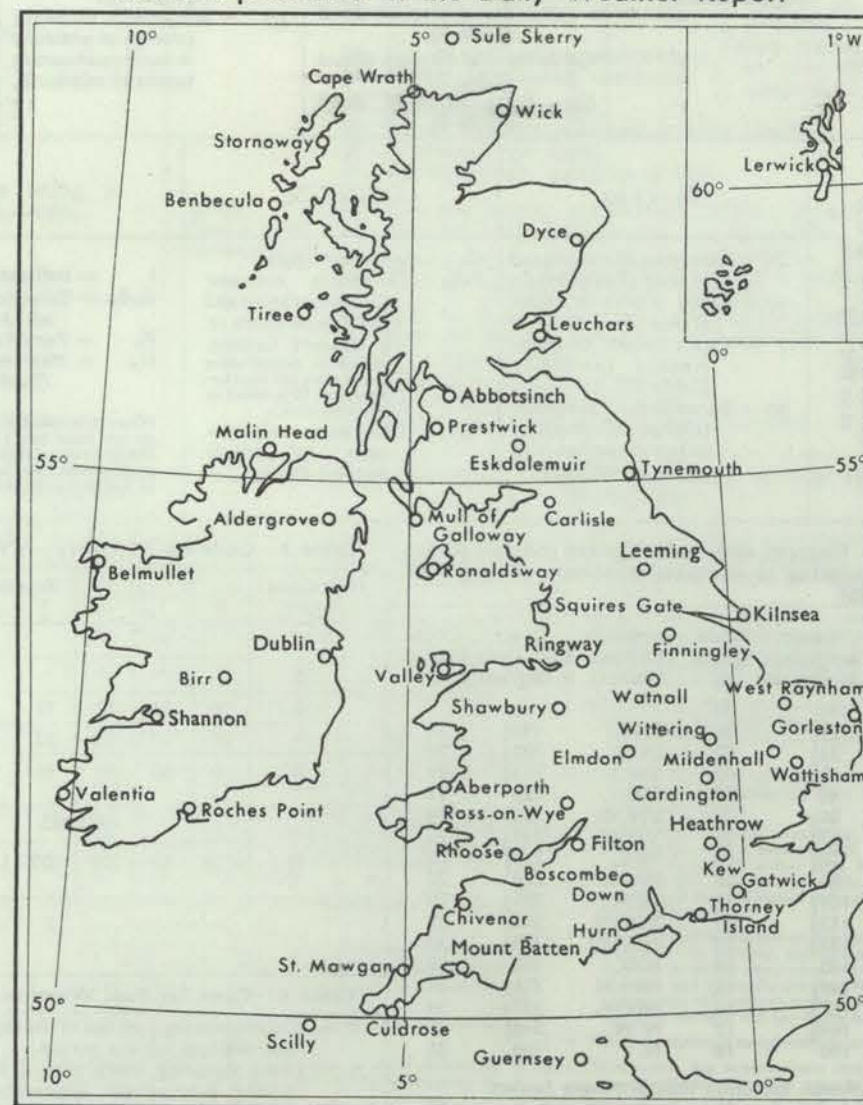 10°
5°
Sule Skerry
1° W
Cape Wrath
Wick
Stornoway
Lerwick
60°
Benbecula
Dyce
Tiree
Leuchars
0°
Abbotsinch
Prestwick
Malin Head
Eskdalemuir
55°
Tynemouth
55°
Aldergrove
Mull of
Galloway
Carlisle
Belmullet
Ronaldsway
Leeming
Squires Gate
Kilnsea
Dublin
Ringway
Finningley
Birr
Valley
Watnall
West Raynham
Shannon
Shawbury
Wittering
Gorleston
Elmdon
Mildenhall
Wattisham
Valentia
Aberporth
Cardington
Roches Point
Ross-on-Wye
Heathrow
Rhoose
Filton
Kew
Boscombe
Down
Gatwick
Chivenor
Thorney
Island
Hurn
St. Mawgan
Mount Batten
50°
50°
Scilly
Culdrose
Guernsey
10°
5°
0°